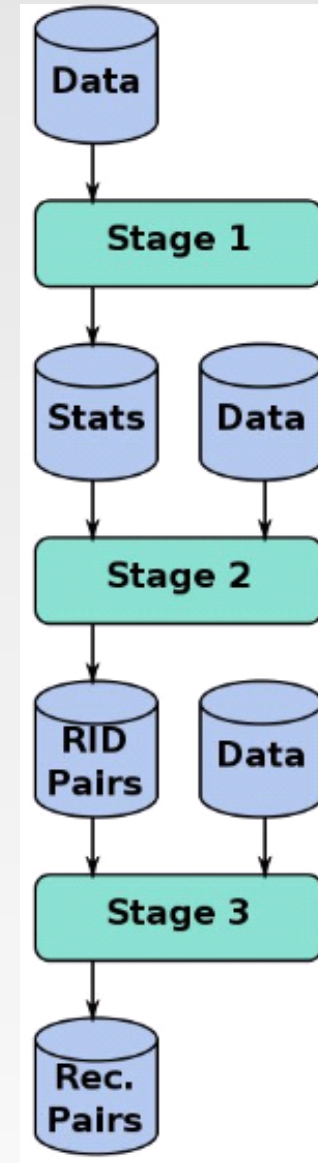 Data
Stage 1
Stats
Data
Stage 2
RID
Pairs
Data
Stage 3
Rec.
Pairs